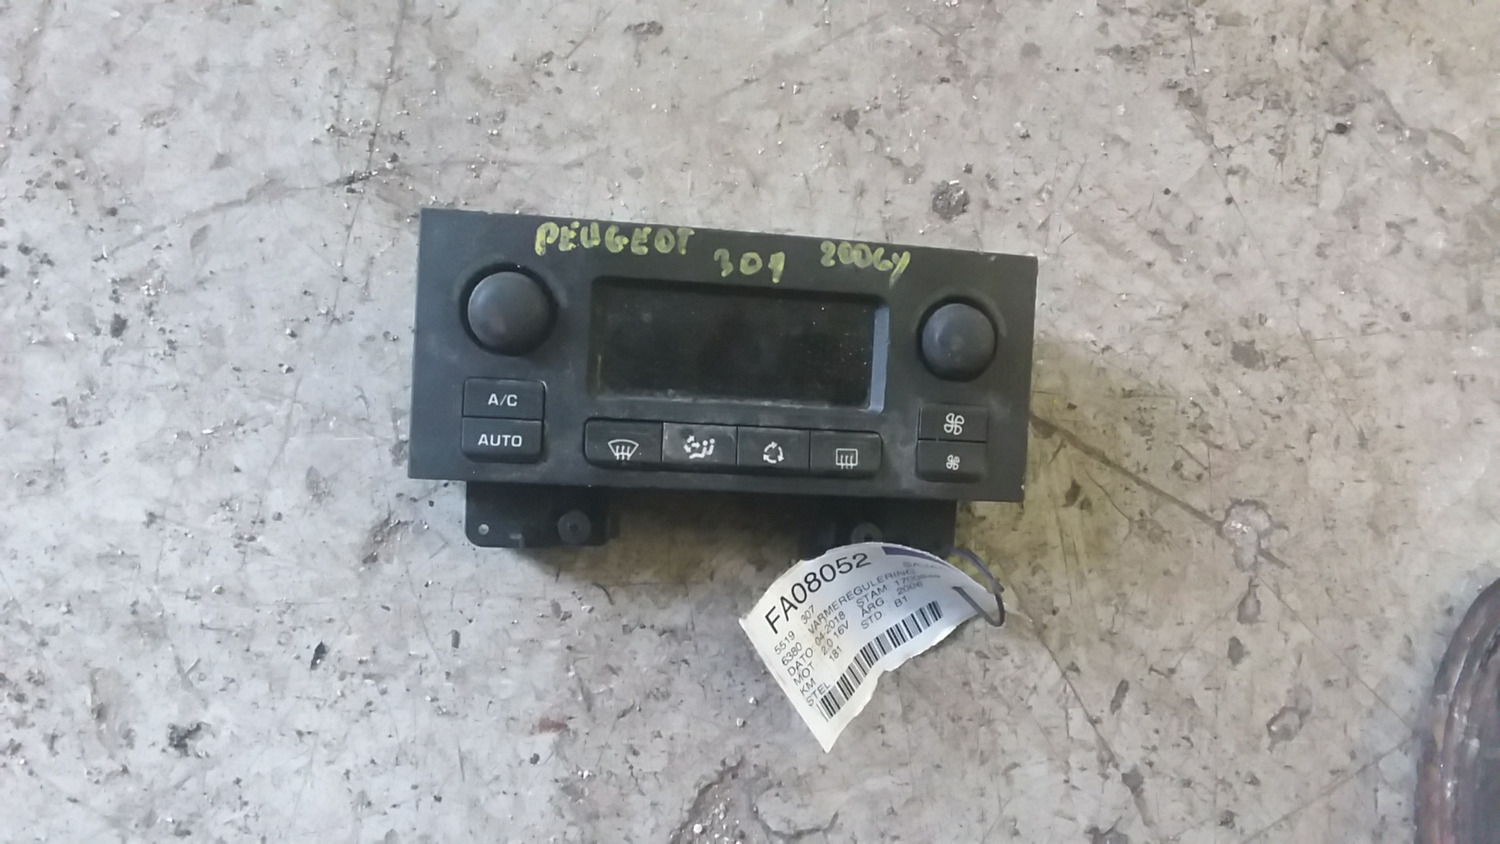 PEUGEOT 307 2006Y
A/C
AUTO
FA08052
5519 307
6380 VARMEREGULERING
DATO 04-2018 STAM
MOT 2.0 16V ÅRG 2006
KM 181 STD B1
STEL